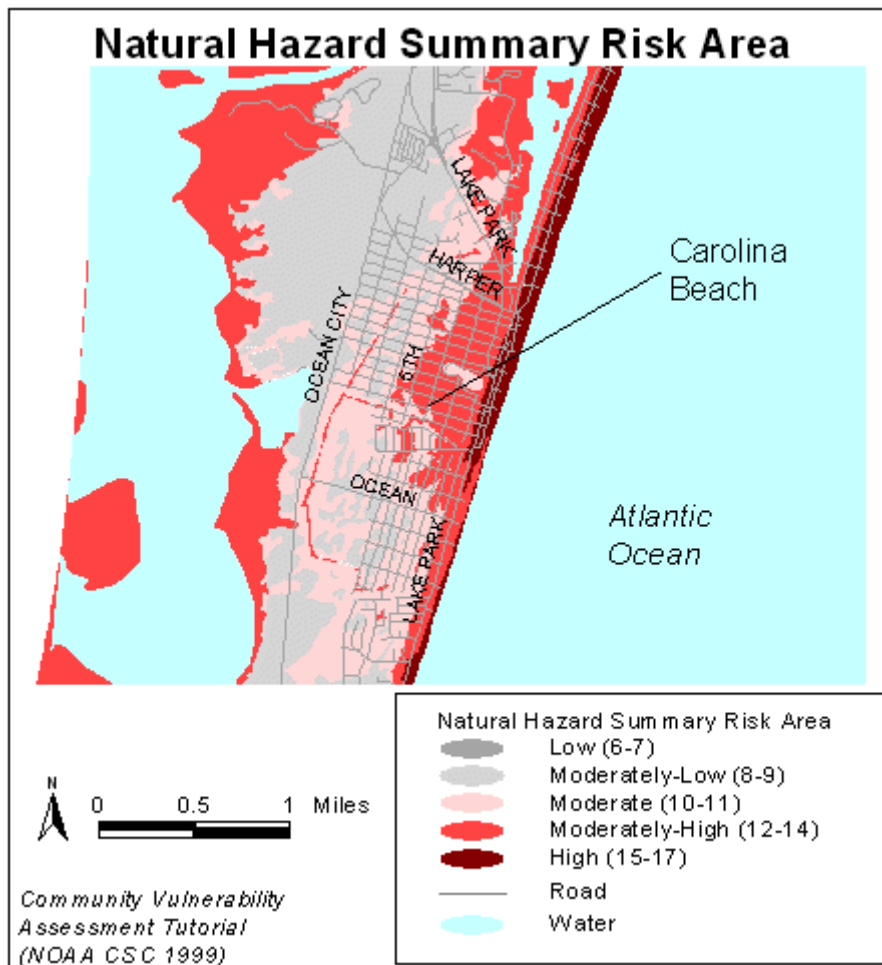 Natural Hazard Summary Risk Area
LAKE PARK
HARPER
Carolina
Beach
OCEAN CITY
5TH
OCEAN
LAKE PARK
Atlantic
Ocean
Natural Hazard Summary Risk Area
Low (6-7)
Moderately-Low (8-9)
Moderate (10-11)
Moderately-High (12-14)
High (15-17)
Road
Water
N
0 0.5 1 Miles
Community Vulnerability
Assessment Tutorial
(NOAA CSC 1999)